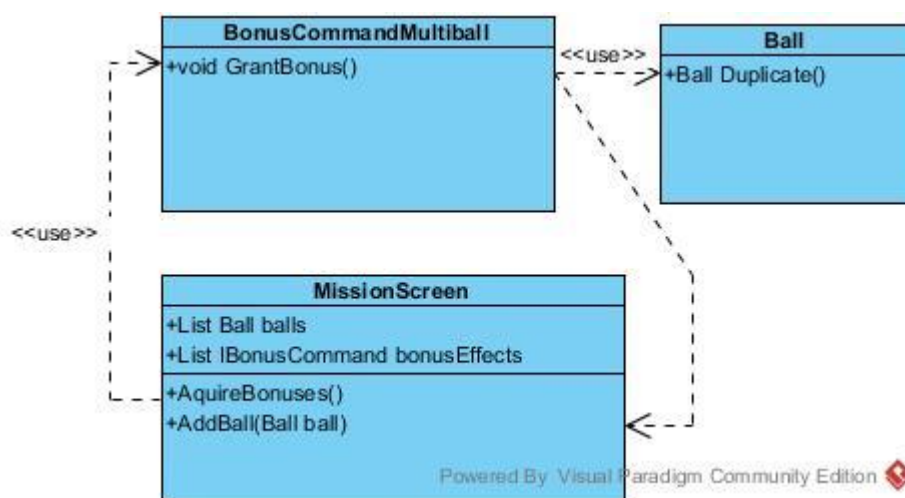 BonusCommandMultiball
+void GrantBonus()
<<use>>
Ball
+Ball Duplicate()
<<use>>
MissionScreen
+List Ball balls
+List IBonusCommand bonusEffects
+AquireBonuses()
+AddBall(Ball ball)
Powered By Visual Paradigm Community Edition